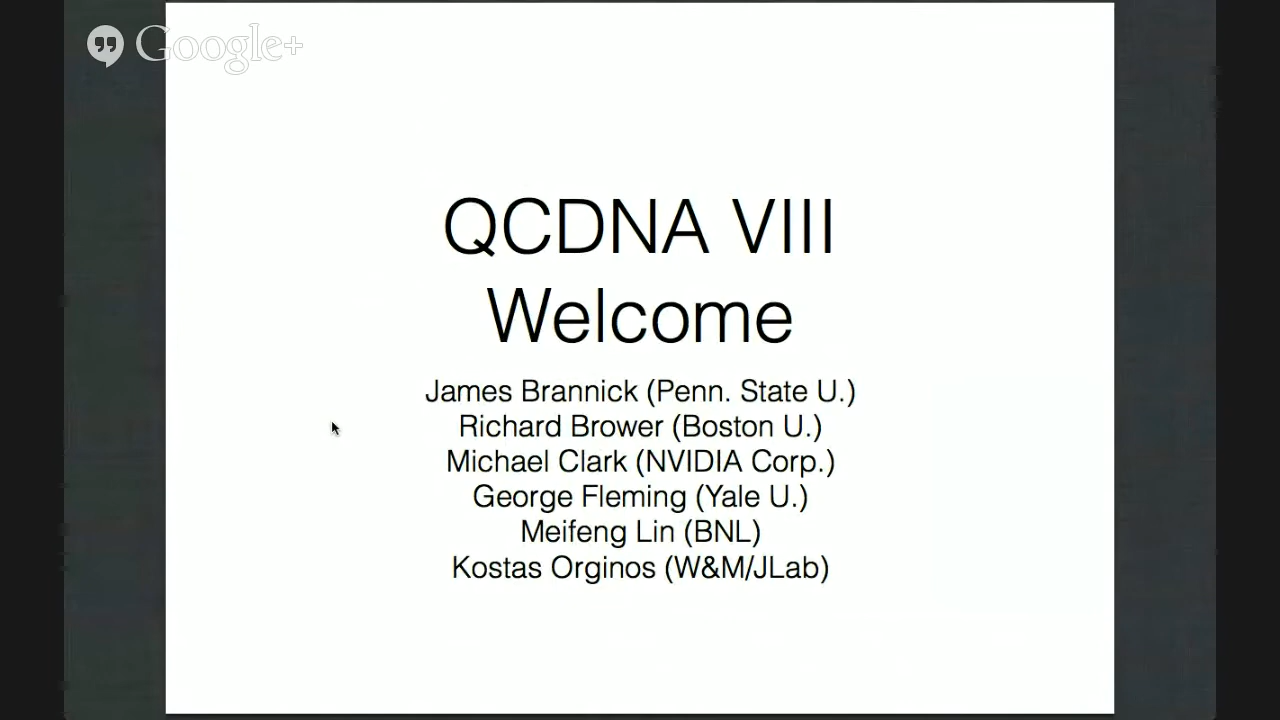 Google+
QCDNA VIII
Welcome
James Brannick (Penn. State U.)
Richard Brower (Boston U.)
Michael Clark (NVIDIA Corp.)
George Fleming (Yale U.)
Meifeng Lin (BNL)
Kostas Orginos (W&M/JLab)